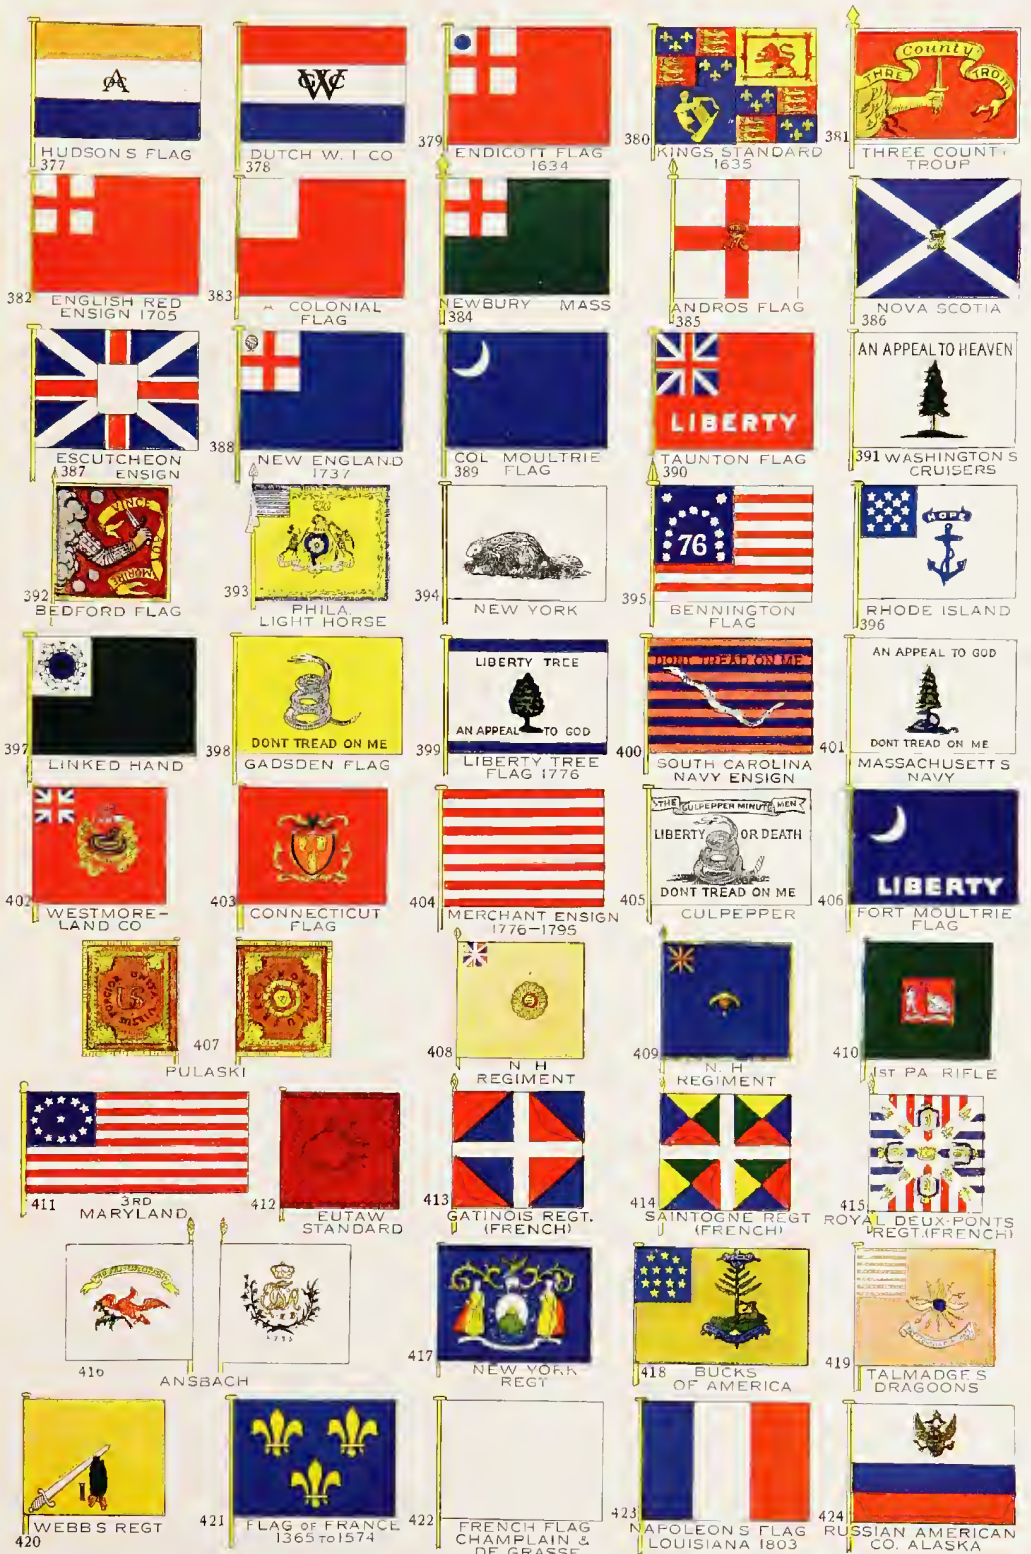 A
HUDSON'S FLAG
377
GWC
DUTCH W. I CO
378
379
ENDICOTT FLAG
1634
380
KINGS STANDARD
1635
County
THRE TROM
381
THREE COUNTY
TROUP
382
ENGLISH RED
ENSIGN 1705
383
A COLONIAL
FLAG
NEWBURY MASS
384
ANDROS FLAG
385
NOVA SCOTIA
386
ESCUTCHEON
387 ENSIGN
388
NEW ENGLAND
1737
COL MOULTRIE
389 FLAG
LIBERTY
TAUNTON FLAG
390
AN APPEAL TO HEAVEN
391 WASHINGTONS
CRUISERS
VINCE
AUT
MORIRE
392
BEDFORD FLAG
393
PHILA.
LIGHT HORSE
394
NEW YORK
76
395
BENNINGTON
FLAG
HOPE
RHODE ISLAND
396
397
LINKED HAND
DONT TREAD ON ME
398
GADSDEN FLAG
LIBERTY TREE
AN APPEAL TO GOD
399
LIBERTY TREE
FLAG 1776
DONT TREAD ON ME
400
SOUTH CAROLINA
NAVY ENSIGN
AN APPEAL TO GOD
DONT TREAD ON ME
401
MASSACHUSETTS
NAVY
402
WESTMORE-
LAND CO
403
CONNECTICUT
FLAG
404
MERCHANT ENSIGN
1776-1795
THE CULPEPPER MINUTE MEN
LIBERTY OR DEATH
DONT TREAD ON ME
405
CULPEPPER
LIBERTY
406
FORT MOULTRIE
FLAG
US
407
PULASKI
408
N H
REGIMENT
409
N. H
REGIMENT
410
1ST PA RIFLE
411
3RD
MARYLAND
412
EUTAW
STANDARD
413
GATINOIS REGT.
(FRENCH)
414
SAINTOGNE REGT
(FRENCH)
415
ROYAL DEUX-PONTS
REGT. (FRENCH)
416
ANSBACH
417
NEW YORK
REGT
418 BUCKS
OF AMERICA
419
TALMADGE'S
DRAGOONS
WEBBS REGT
420
421
FLAG OF FRANCE
1365 TO 1574
422
FRENCH FLAG
CHAMPLAIN &
DE GRASSE
423
NAPOLEONS FLAG
LOUISIANA 1803
424
RUSSIAN AMERICAN
CO. ALASKA